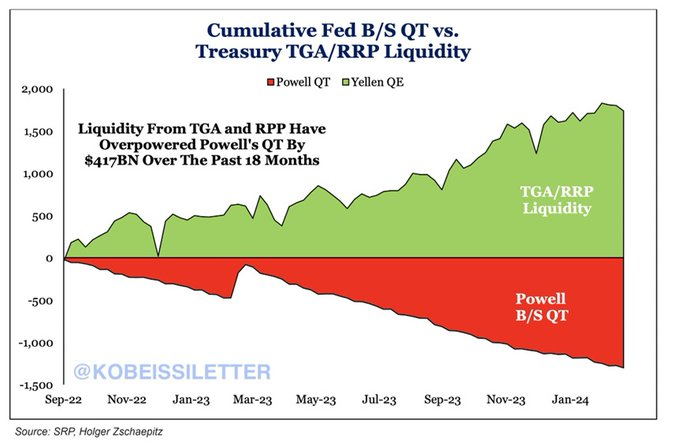 Cumulative Fed B/S QT vs.
Treasury TGA/RRP Liquidity
Powell QT Yellen QE
2,000
1,500
1,000
500
0
-500
-1,000
-1,500
Liquidity From TGA and RPP Have
Overpowered Powell's QT By
$417BN Over The Past 18 Months
TGA/RRP
Liquidity
Powell
B/S QT
@KOBEISSILETTER
Sep-22 Nov-22 Jan-23 Mar-23 May-23 Jul-23 Sep-23 Nov-23 Jan-24
Source: SRP, Holger Zschaepitz